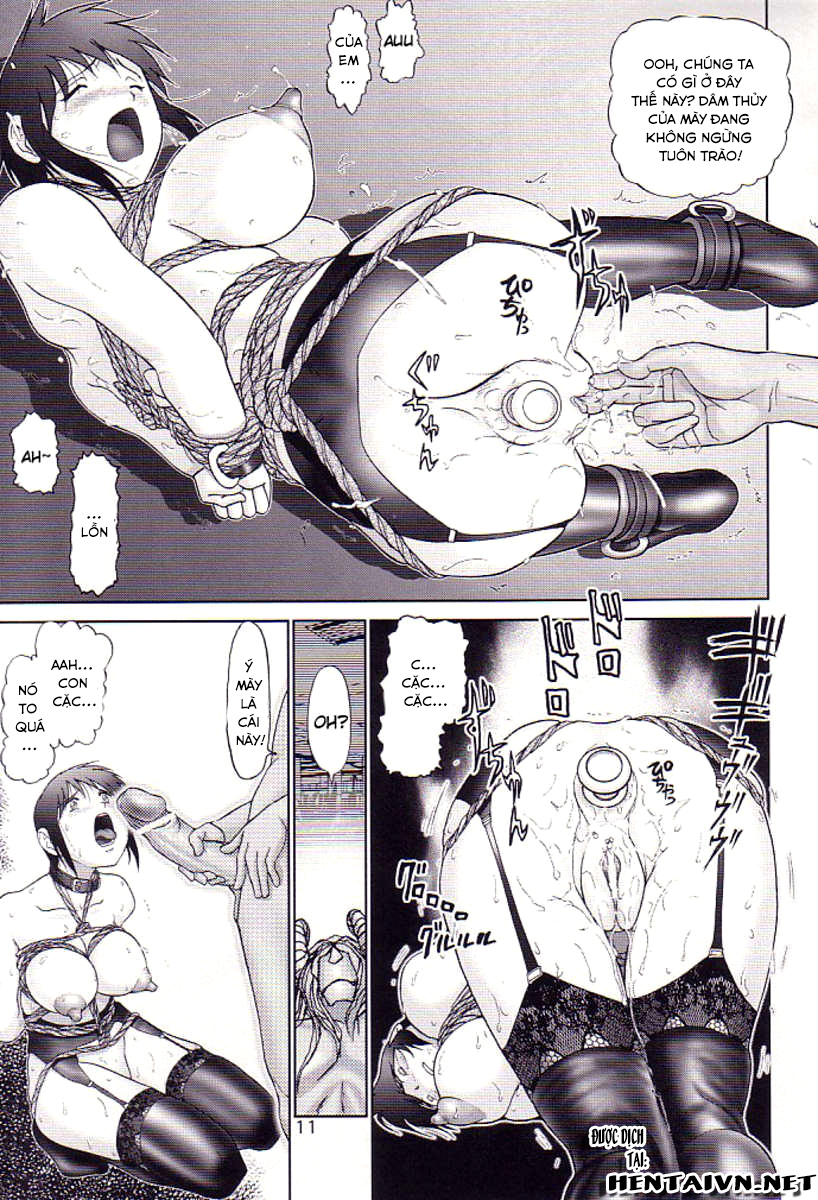 OOH, CHÚNG TA
CÓ GÌ Ở ĐÂY
THẾ NÀY? DÂM THỦY
CỦA MÀY ĐANG
KHÔNG NGỪNG
TUÔN TRÀO!
AUU
CỦA
EM
...
AH~
...
LỒN
C...
CẶC...
CẶC...
OH?
Ý
MÀY
LÀ
CÁI
NÀY!
AAH...
CON
CẶC...
NÓ
TO
QUÁ
...
11
ĐƯỢC DỊCH
TẠI:
HENTAIVN.NET